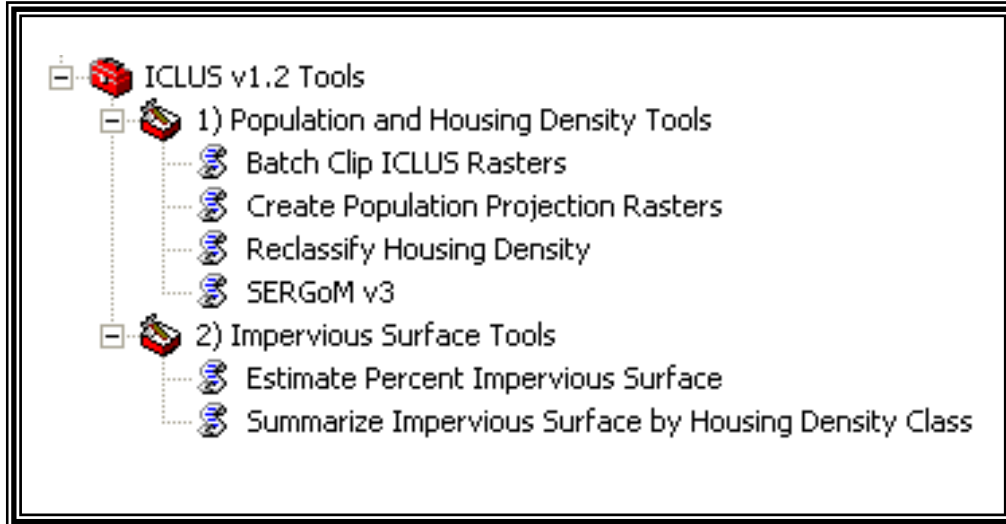 ICLUS v1.2 Tools
1) Population and Housing Density Tools
Batch Clip ICLUS Rasters
Create Population Projection Rasters
Reclassify Housing Density
SERGoM v3
2) Impervious Surface Tools
Estimate Percent Impervious Surface
Summarize Impervious Surface by Housing Density Class